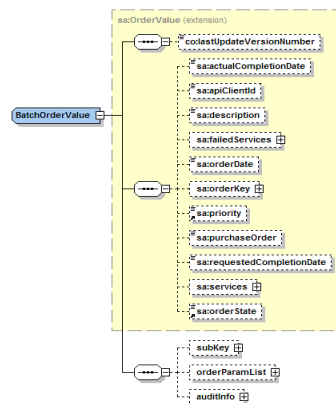 sa:OrderValue (extension)
co:lastUpdateVersionNumber
sa:actualCompletionDate
sa:apiClientId
BatchOrderValue
sa:description
sa:failedServices
sa:orderDate
sa:orderKey
sa:priority
sa:purchaseOrder
sa:requestedCompletionDate
sa:services
sa:orderState
subKey
orderParamList
auditInfo